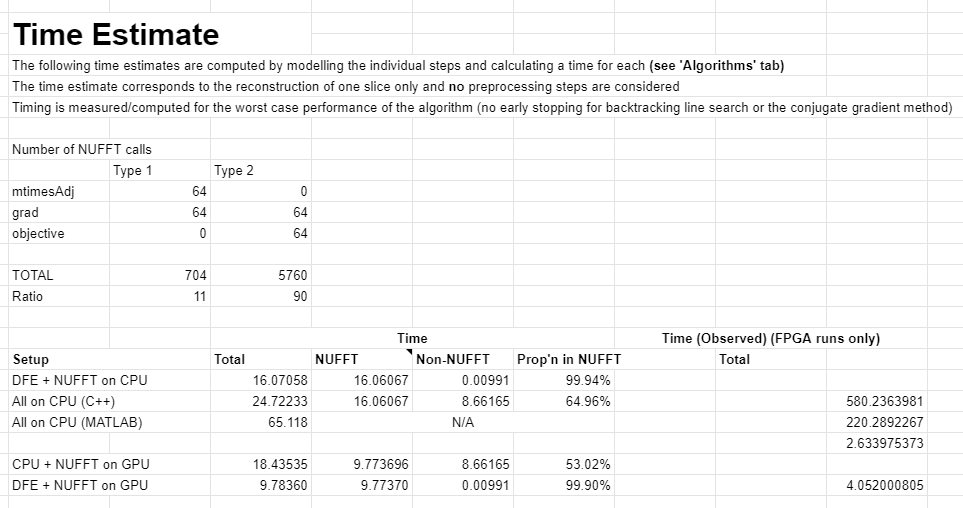 Time Estimate
The following time estimates are computed by modelling the individual steps and calculating a time for each (see 'Algorithms' tab)
The time estimate corresponds to the reconstruction of one slice only and no preprocessing steps are considered
Timing is measured/computed for the worst case performance of the algorithm (no early stopping for backtracking line search or the conjugate gradient method)
Number of NUFFT calls
Type 1 Type 2
mtimesAdj 64 0
grad 64 64
objective 0 64
TOTAL 704 5760
Ratio 11 90
Time Time (Observed) (FPGA runs only)
Setup Total NUFFT Non-NUFFT Prop'n in NUFFT Total
DFE + NUFFT on CPU 16.07058 16.06067 0.00991 99.94%
All on CPU (C++) 24.72233 16.06067 8.66165 64.96% 580.2363981
All on CPU (MATLAB) 65.118 N/A 220.2892267
2.633975373
CPU + NUFFT on GPU 18.43535 9.773696 8.66165 53.02%
DFE + NUFFT on GPU 9.78360 9.77370 0.00991 99.90% 4.052000805